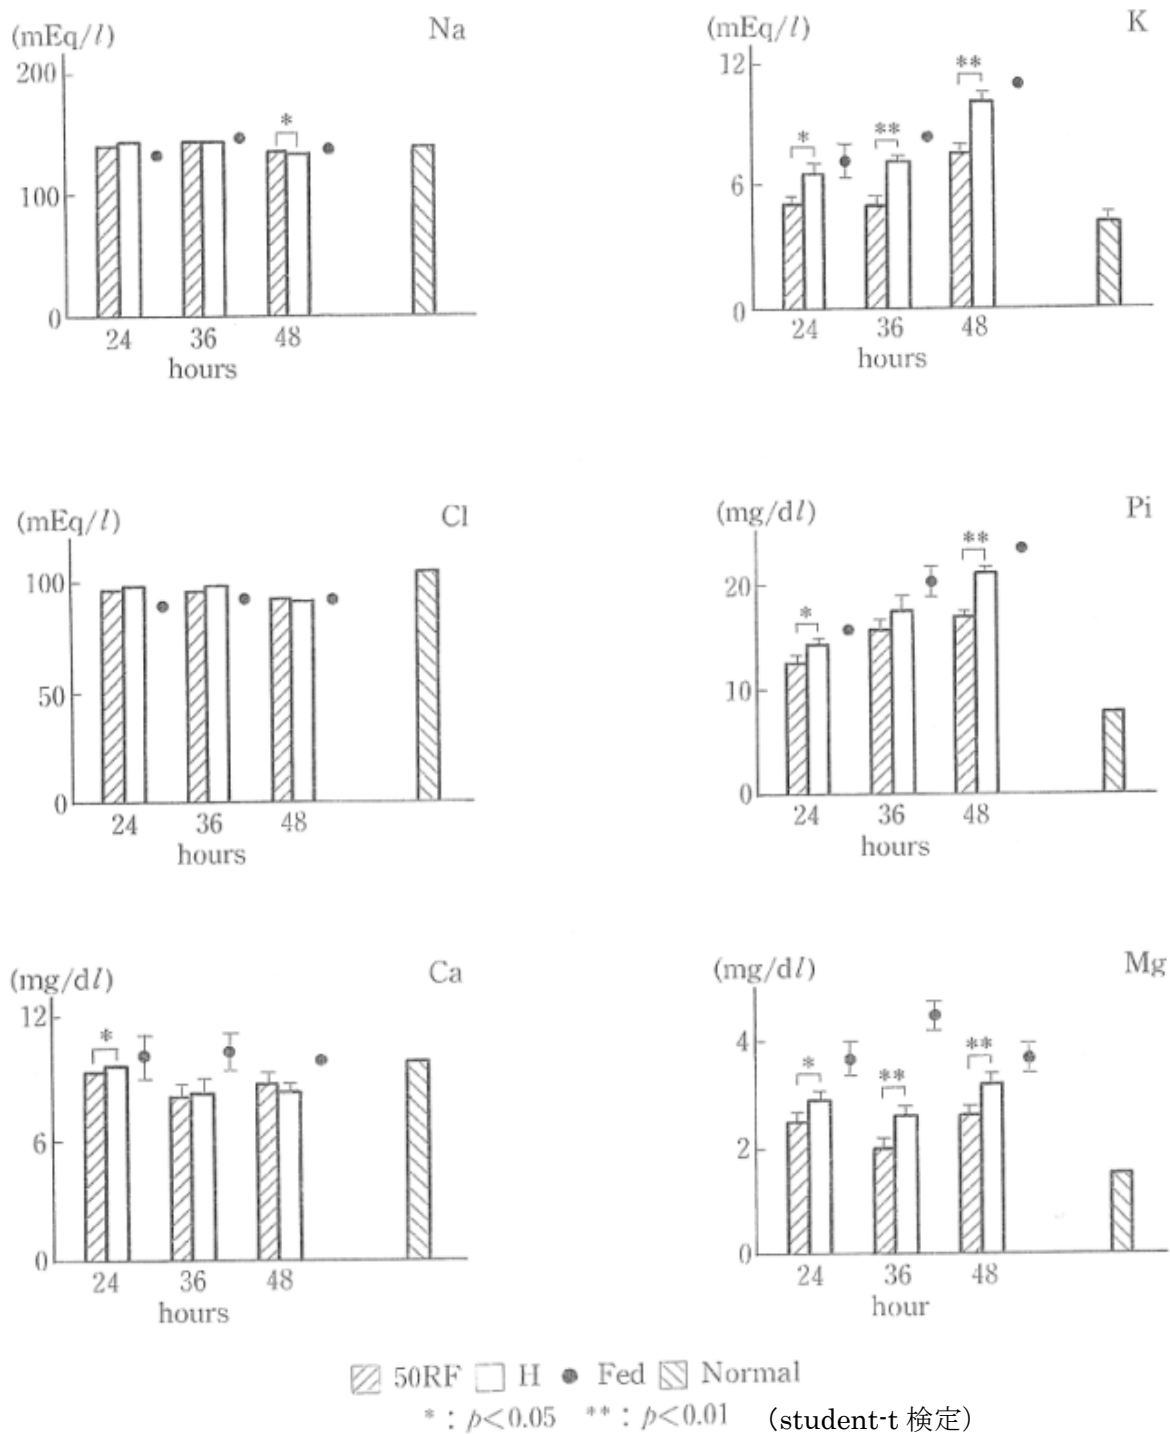 (mEq/l) Na
200
*
100
0
24 36 48
hours
(mEq/l) K
12
**
* **
6
0
24 36 48
hours
(mEq/l) Cl
100
50
0
24 36 48
hours
(mg/dl) Pi
**
20
*
10
0
24 36 48
hours
(mg/dl) Ca
12
*
6
0
24 36 48
hours
(mg/dl) Mg
4
* ** **
2
0
24 36 48
hour
50RF H Fed Normal
* : p<0.05 ** : p<0.01 (student-t 検定)